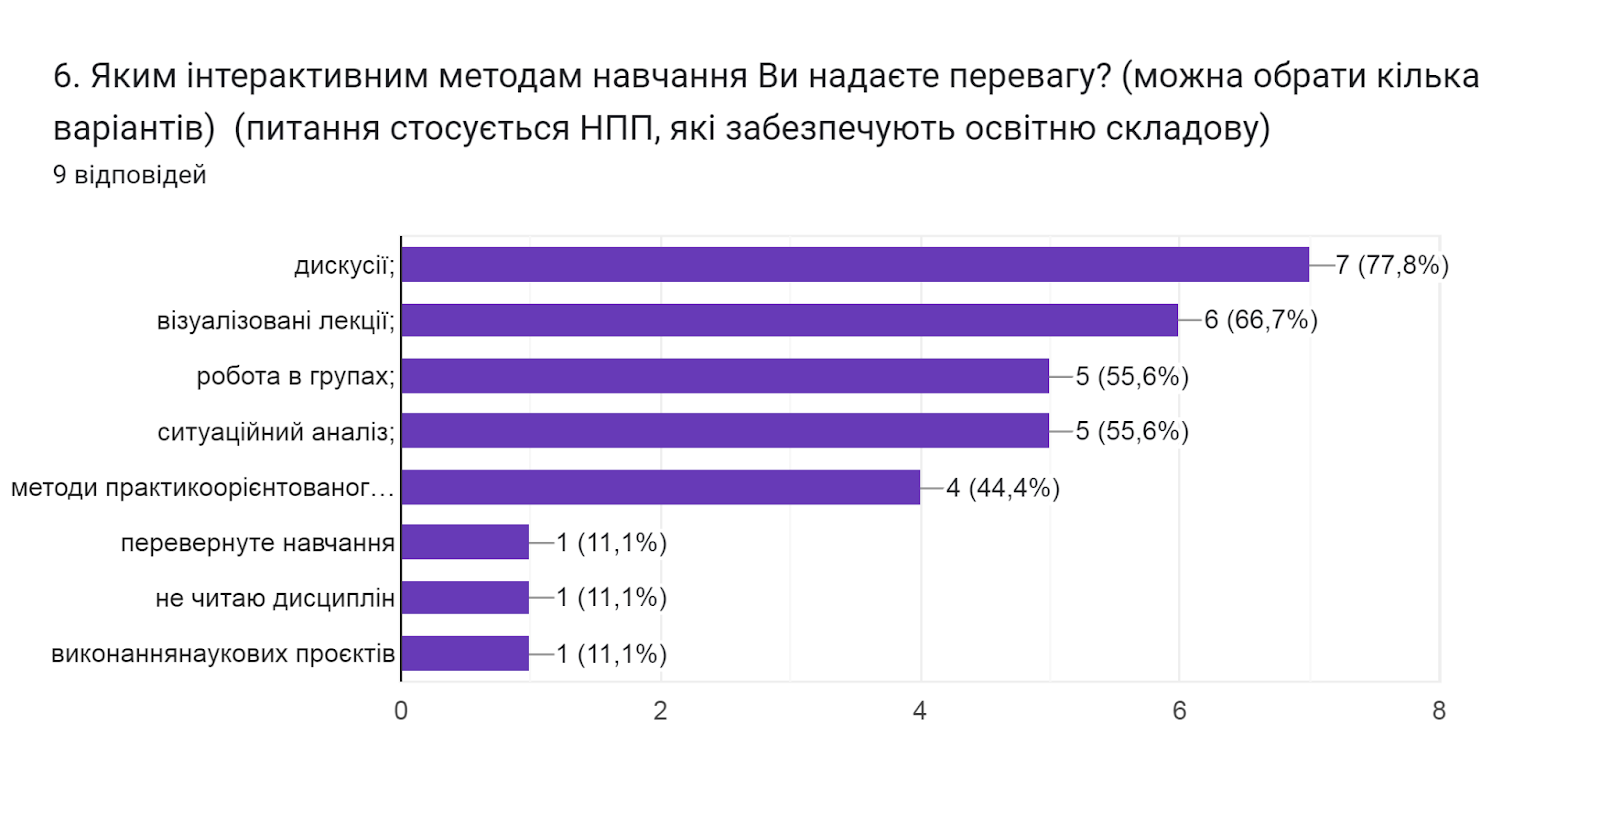 6. Яким інтерактивним методам навчання Ви надаєте перевагу? (можна обрати кілька
варіантів)  (питання стосується НПП, які забезпечують освітню складову)
9 відповідей
дискусії; 7 (77,8%)
візуалізовані лекції; 6 (66,7%)
робота в групах; 5 (55,6%)
ситуаційний аналіз; 5 (55,6%)
методи практикоорієнтованог… 4 (44,4%)
перевернуте навчання 1 (11,1%)
не читаю дисциплін 1 (11,1%)
виконаннянаукових проєктів 1 (11,1%)
0 2 4 6 8